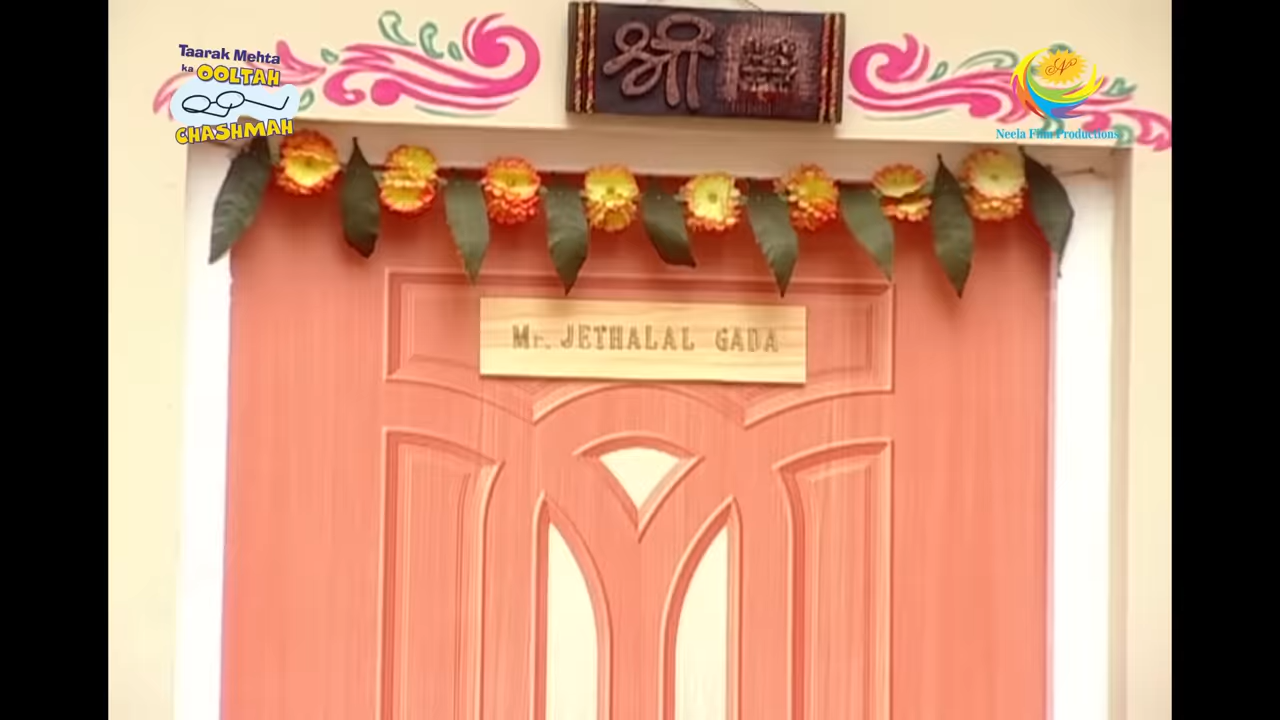 Taarak Mehta
ka OOLTAH
CHASHMAH
श्री
Neela Film Productions
Mr. JETHALAL GADA